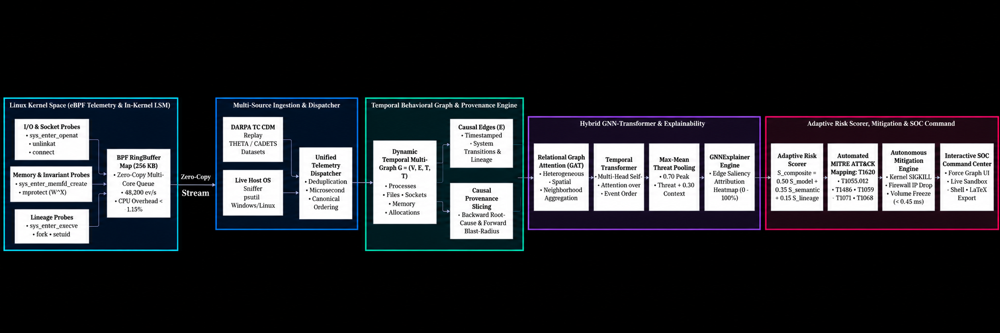 Linux Kernel Space (eBPF Telemetry & In-Kernel LSM)
I/O & Socket Probes
• sys_enter_openat
• unlinkat
• connect
Memory & Invariant Probes
• sys_enter_memfd_create
• mprotect (W^X)
Lineage Probes
• sys_enter_execve
• fork • setuid
BPF RingBuffer
Map (256 KB)
• Zero-Copy Multi-
Core Queue
• 48,200 ev/s
• CPU Overhead <
1.15%
Zero-Copy
Stream
Multi-Source Ingestion & Dispatcher
DARPA TC CDM
Replay
THETA / CADETS
Datasets
Live Host OS
Sniffer
psutil
Windows/Linux
Unified
Telemetry
Dispatcher
• Deduplication
• Microsecond
• Canonical
Ordering
Temporal Behavioral Graph & Provenance Engine
Dynamic
Temporal Multi-
Graph G = (V, E, T,
T)
• Processes
• Files • Sockets
• Memory
• Allocations
Causal Edges (E)
• Timestamped
• System
Transitions &
Lineage
Causal
Provenance
Slicing
• Backward Root-
Cause & Forward
Blast-Radius
Hybrid GNN-Transformer & Explainability
Relational Graph
Attention (GAT)
• Heterogeneous
• Spatial
• Neighborhood
Aggregation
Temporal
Transformer
• Multi-Head Self-
• Attention over
• Event Order
Max-Mean
Threat Pooling
• 0.70 Peak
• Threat + 0.30
Context
GNNExplainer
Engine
• Edge Saliency
Attribution
Heatmap (0 -
100%)
Adaptive Risk Scorer, Mitigation & SOC Command
Adaptive Risk
Scorer
S_composite =
0.50 S_model +
0.35 S_semantic
+ 0.15 S_lineage
Automated
MITRE ATT&CK
Mapping: T1620
• T1055.012
• T1486 • T1059
• T1071 • T1068
Autonomous
Mitigation
Engine
• Kernel SIGKILL
• Firewall IP Drop
• Volume Freeze
(< 0.45 ms)
Interactive SOC
Command Center
• Force Graph UI
• Live Sandbox
Shell • LaTeX
Export